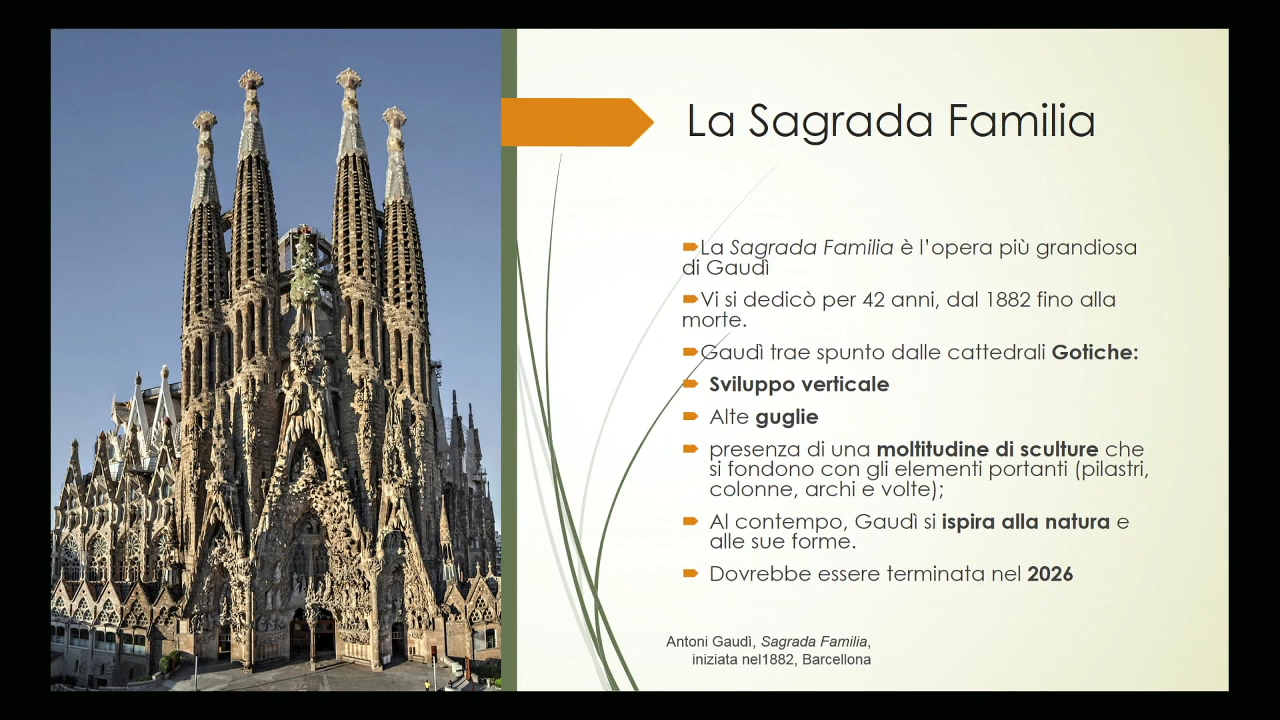 La Sagrada Familia
La Sagrada Familia è l’opera più grandiosa
di Gaudì
Vi si dedicò per 42 anni, dal 1882 fino alla
morte.
Gaudì trae spunto dalle cattedrali Gotiche:
Sviluppo verticale
Alte guglie
presenza di una moltitudine di sculture che
si fondono con gli elementi portanti (pilastri,
colonne, archi e volte);
Al contempo, Gaudì si ispira alla natura e
alle sue forme.
Dovrebbe essere terminata nel 2026
Antoni Gaudì, Sagrada Familia,
iniziata nel1882, Barcellona